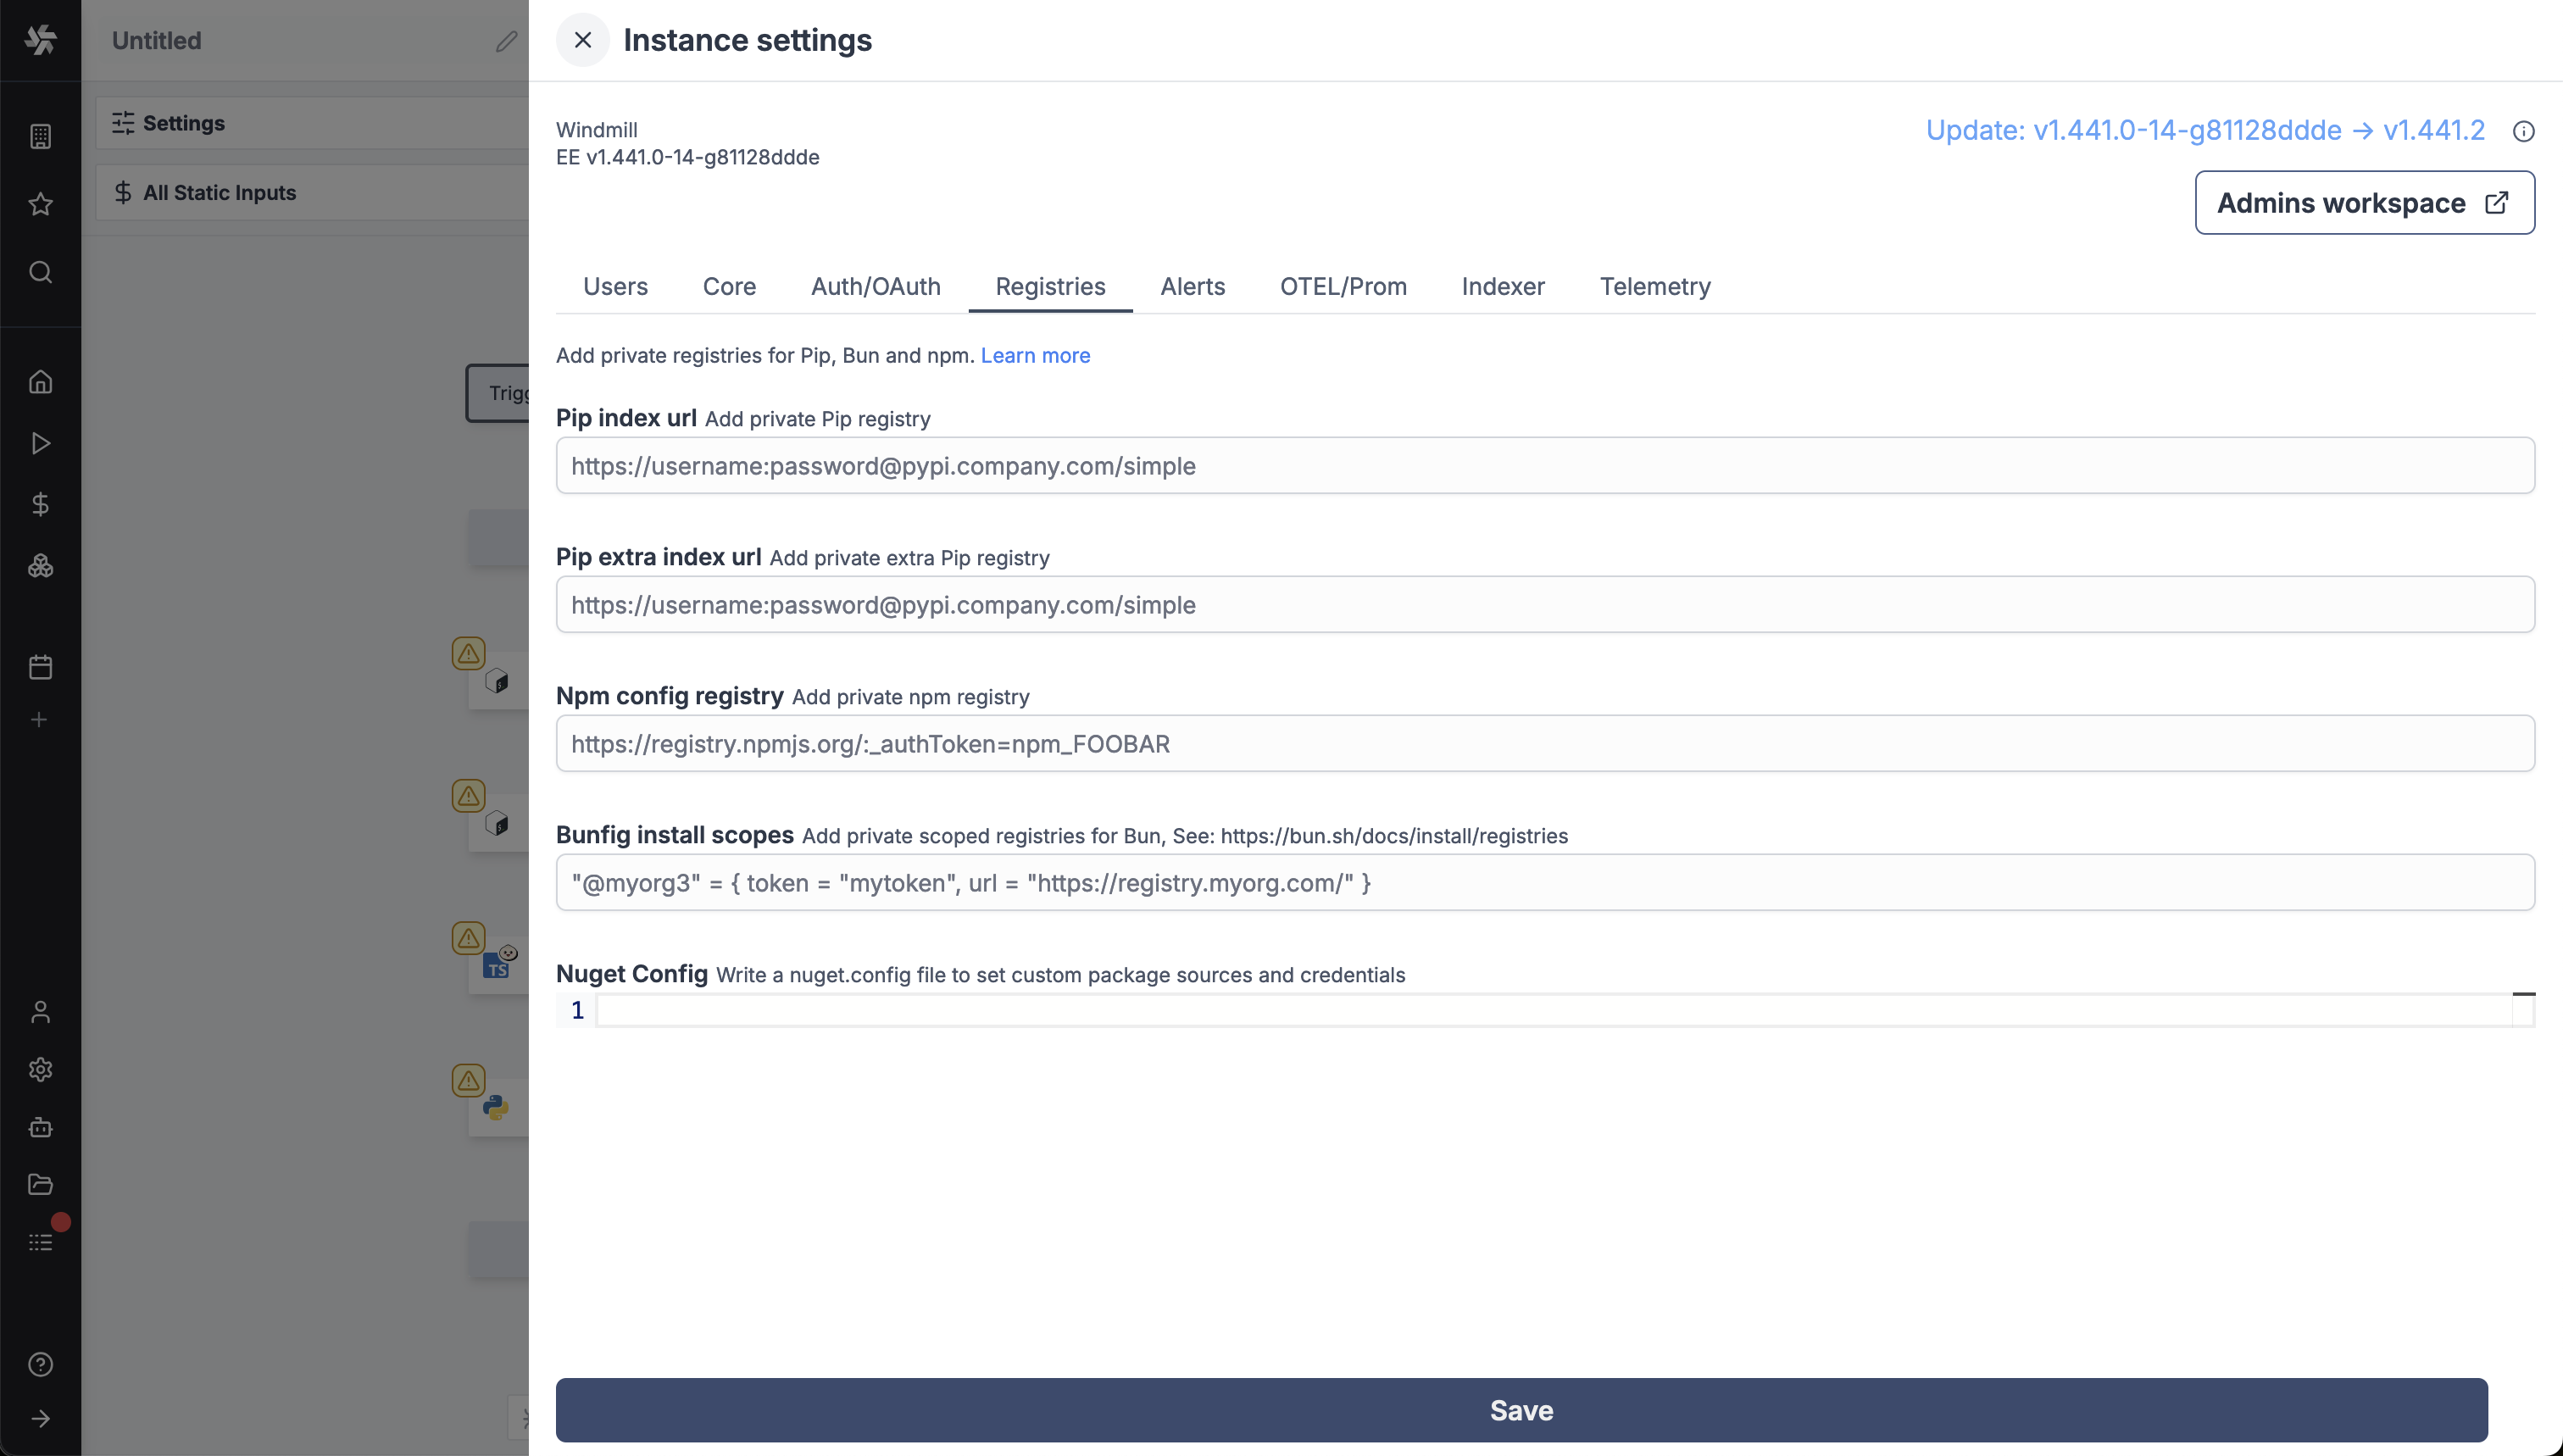 Untitled
Settings
All Static Inputs
Trigg
TS
Instance settings
Windmill
EE v1.441.0-14-g81128ddde
Update: v1.441.0-14-g81128ddde → v1.441.2
Admins workspace
Users Core Auth/OAuth Registries Alerts OTEL/Prom Indexer Telemetry
Add private registries for Pip, Bun and npm. Learn more
Pip index url Add private Pip registry
https://username:password@pypi.company.com/simple
Pip extra index url Add private extra Pip registry
https://username:password@pypi.company.com/simple
Npm config registry Add private npm registry
https://registry.npmjs.org/:_authToken=npm_FOOBAR
Bunfig install scopes Add private scoped registries for Bun, See: https://bun.sh/docs/install/registries
"@myorg3" = { token = "mytoken", url = "https://registry.myorg.com/" }
Nuget Config Write a nuget.config file to set custom package sources and credentials
1
Save